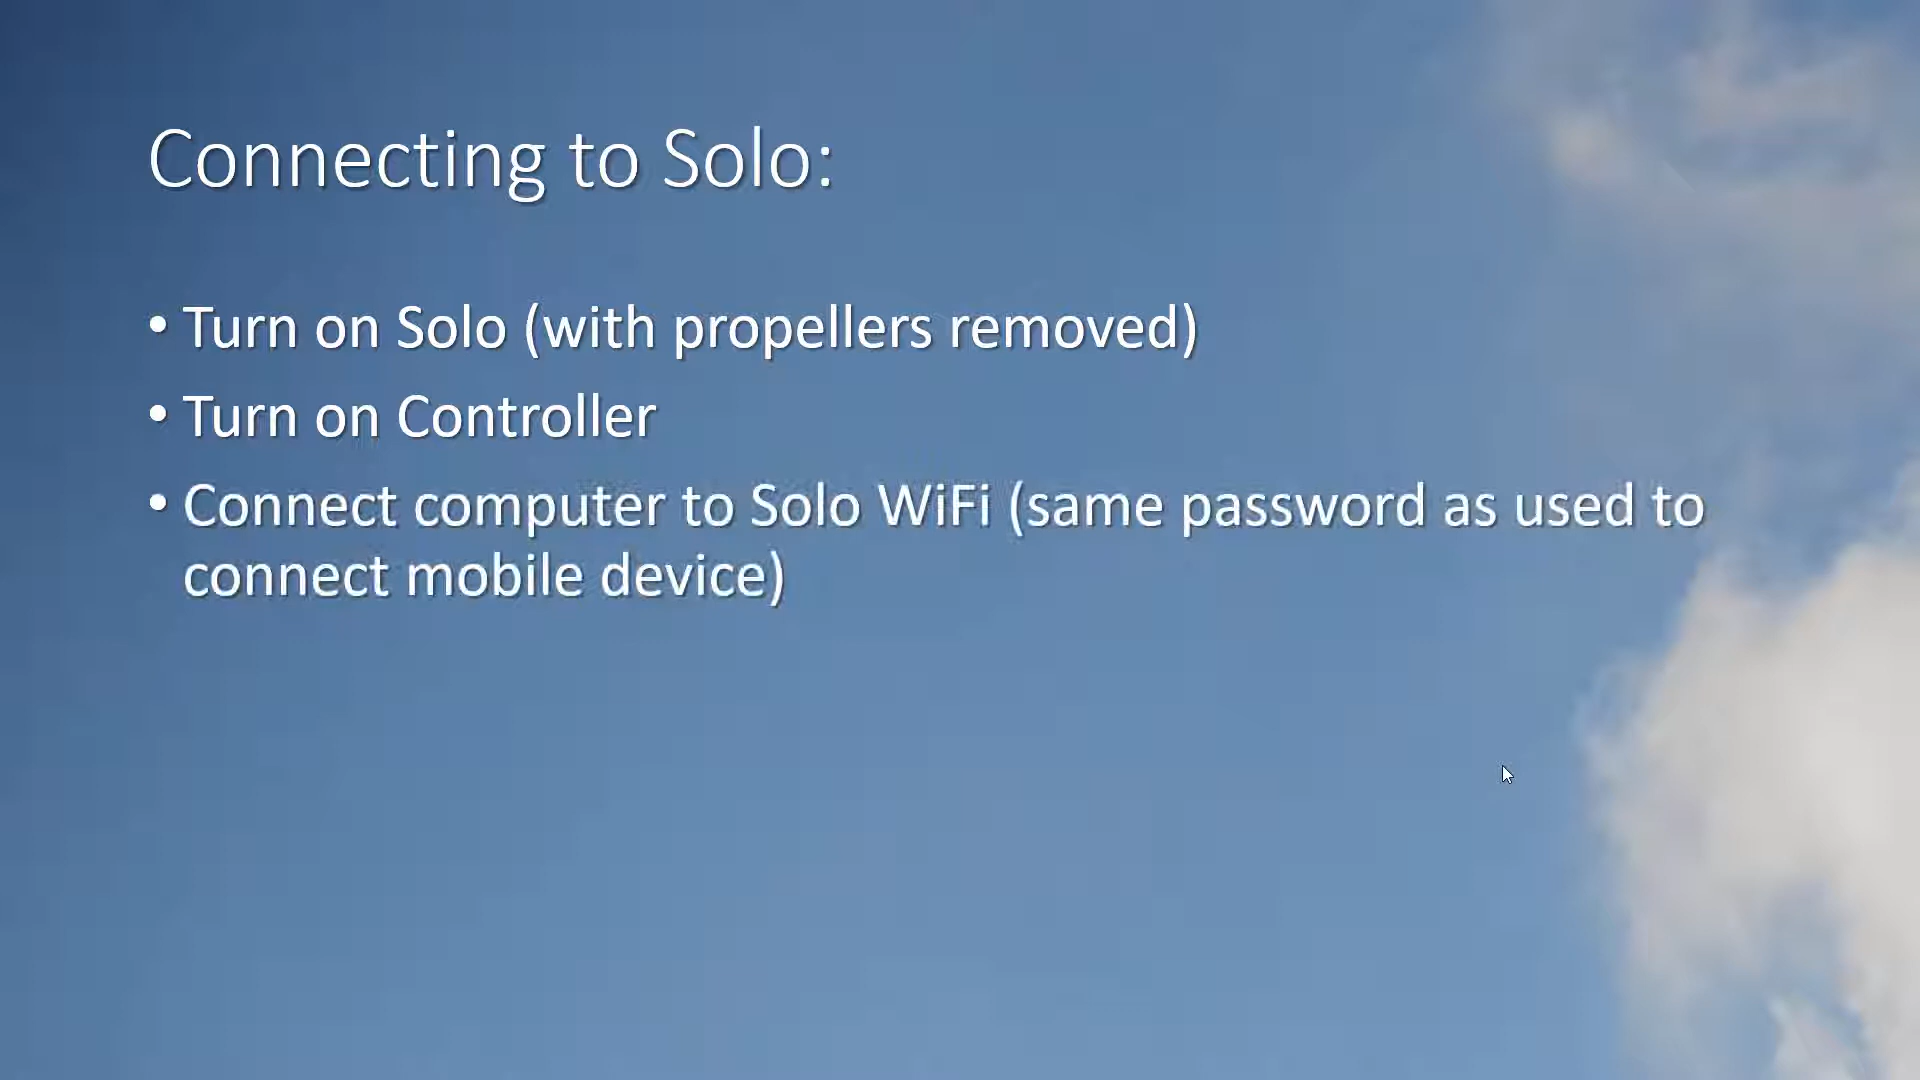 Connecting to Solo:
• Turn on Solo (with propellers removed)
• Turn on Controller
• Connect computer to Solo WiFi (same password as used to
connect mobile device)